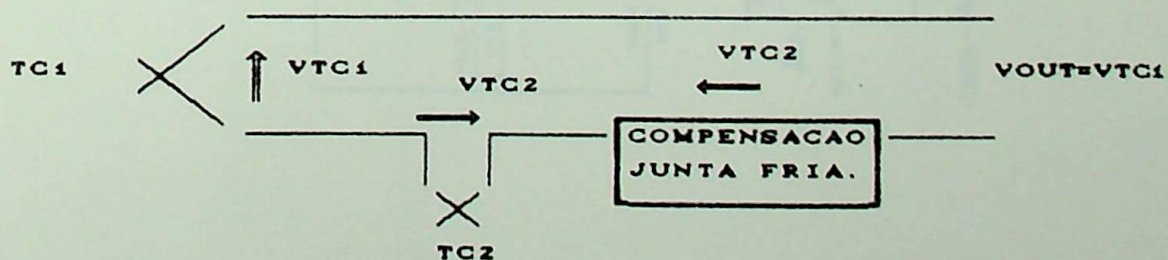 VTC2
TC1 VTC1 VTC2 VOUT=VTC1
COMPENSACAO
JUNTA FRIA.
TC2